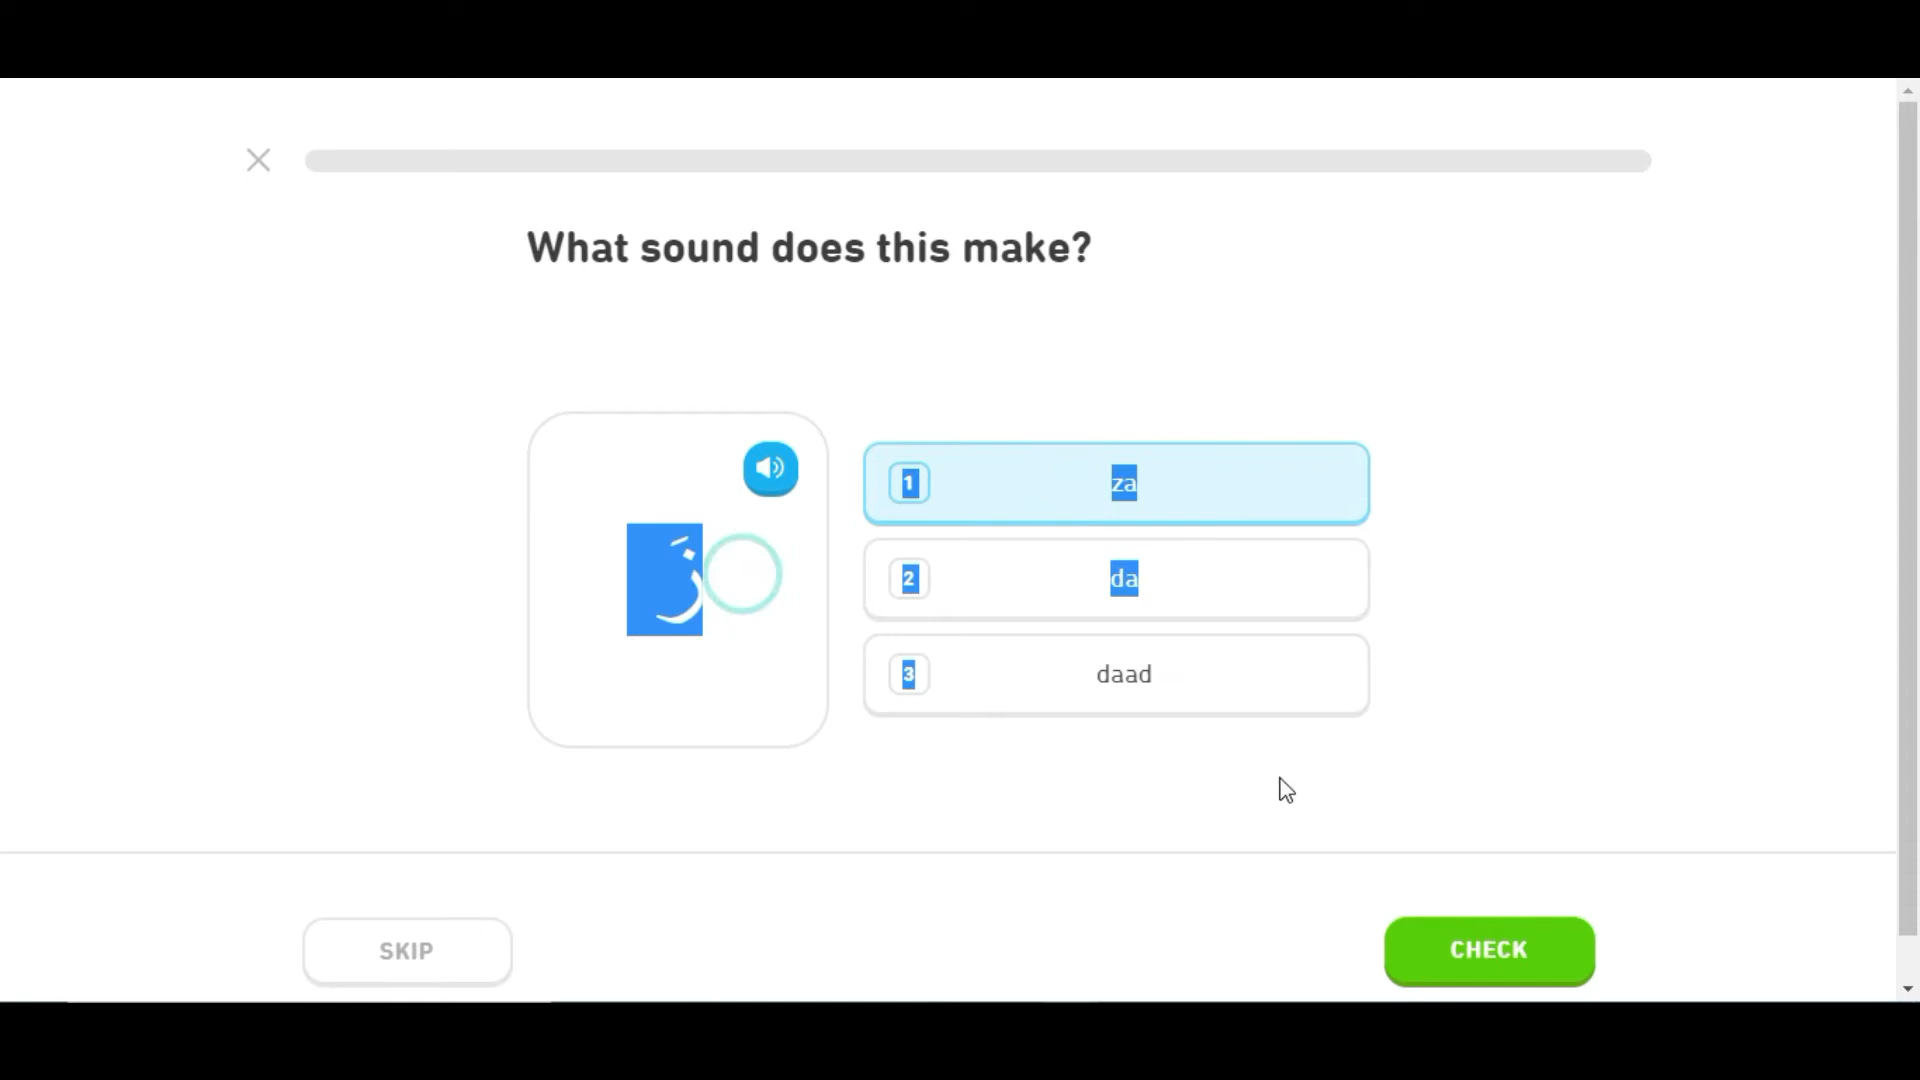 What sound does this make?
زَ
1 za
2 da
3 daad
SKIP
CHECK